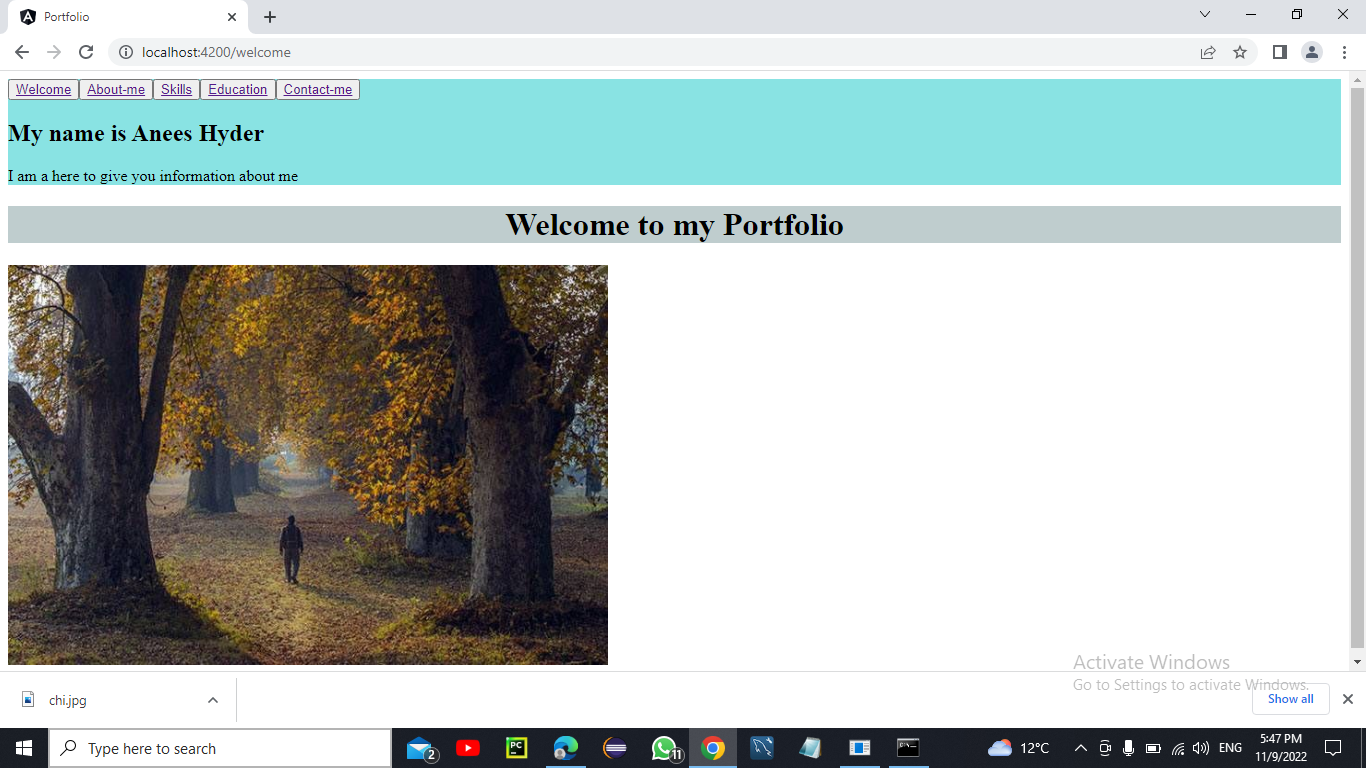 Portfolio
localhost:4200/welcome
Welcome About-me Skills Education Contact-me
My name is Anees Hyder
I am a here to give you information about me
Welcome to my Portfolio
Activate Windows
Go to Settings to activate Windows.
chi.jpg
Show all
Type here to search
2
PC
11
12°C
ENG
5:47 PM
11/9/2022